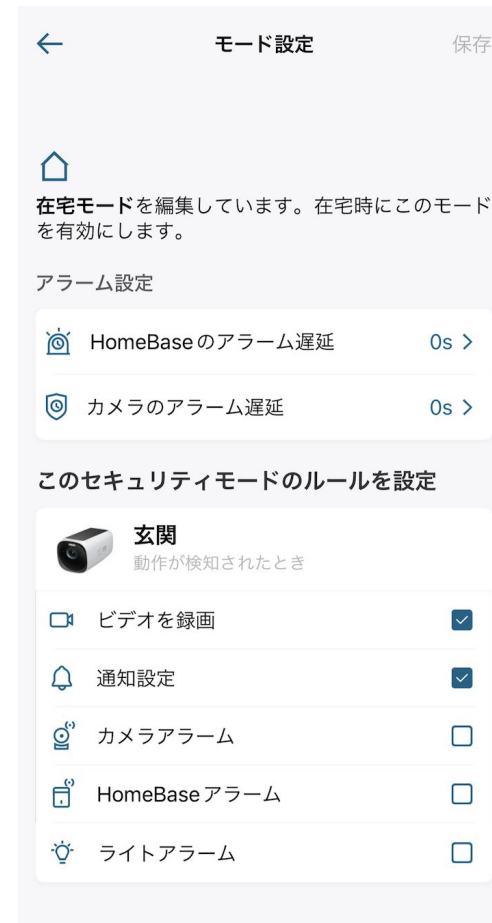 モード設定
保存
在宅モードを編集しています。在宅時にこのモード
を有効にします。
アラーム設定
HomeBaseのアラーム遅延 0s
カメラのアラーム遅延 0s
このセキュリティモードのルールを設定
玄関
動作が検知されたとき
ビデオを録画
通知設定
カメラアラーム
HomeBaseアラーム
ライトアラーム